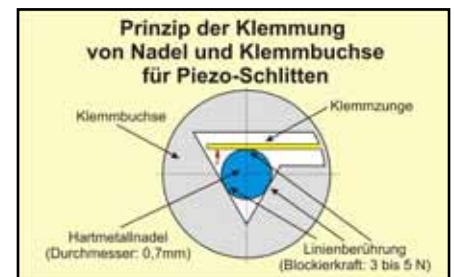 Prinzip der Klemmung
von Nadel und Klemmbuchse
für Piezo-Schlitten
Klemmbuchse
Klemmzunge
Hartmetallnadel
(Durchmesser: 0,7mm)
Linienberührung
(Blockierkraft: 3 bis 5 N)